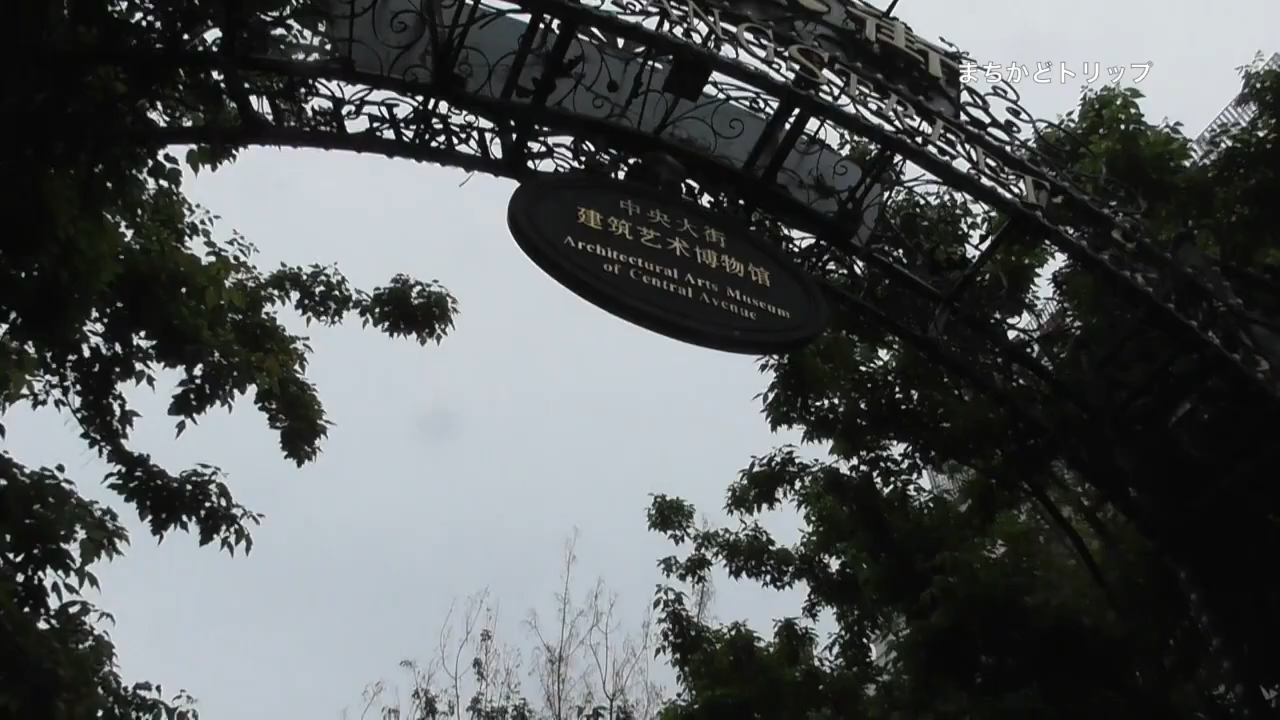 まちかどトリップ
中央大街
建筑艺术博物馆
Architectural Arts Museum
of Central Avenue